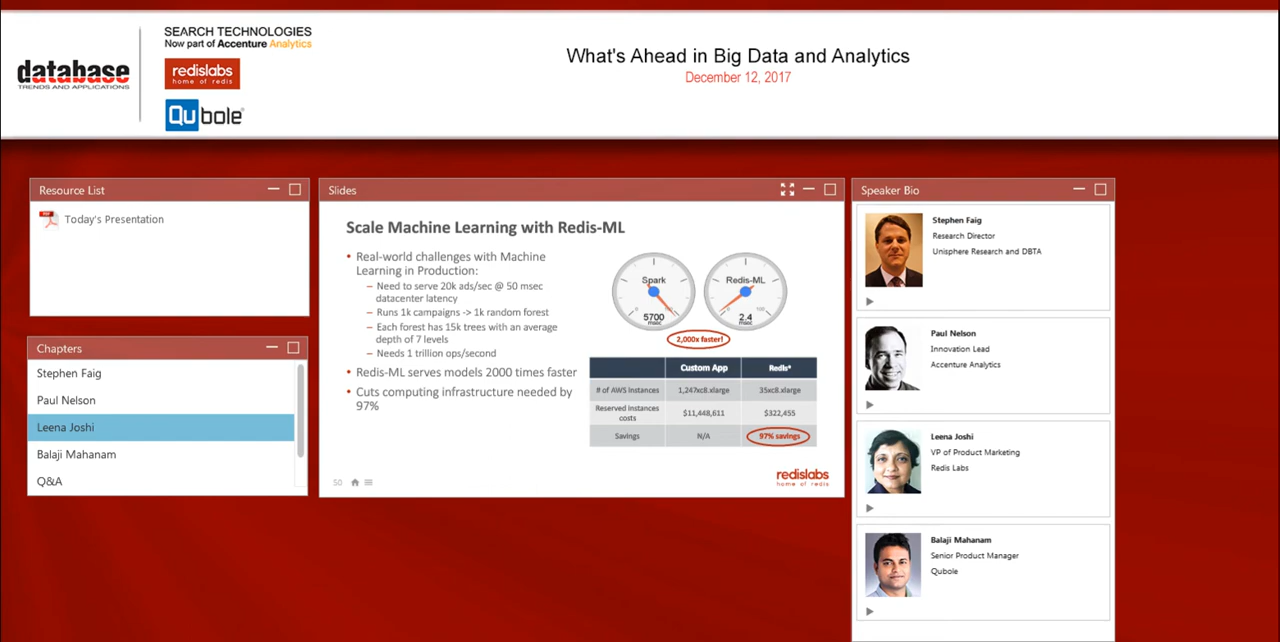 SEARCH TECHNOLOGIES
Now part of Accenture Analytics
database
TRENDS AND APPLICATIONS
redislabs
home of redis
Qubole
What's Ahead in Big Data and Analytics
December 12, 2017
Resource List
Today's Presentation
Chapters
Stephen Faig
Paul Nelson
Leena Joshi
Balaji Mahanam
Q&A
Slides
Scale Machine Learning with Redis-ML
• Real-world challenges with Machine
Learning in Production:
– Need to serve 20k ads/sec @ 50 msec
datacenter latency
– Runs 1k campaigns -> 1k random forest
– Each forest has 15k trees with an average
depth of 7 levels
– Needs 1 trillion ops/second
• Redis-ML serves models 2000 times faster
• Cuts computing infrastructure needed by
97%
Spark
5700
msec
Redis-ML
2.4
msec
2,000x faster!
Custom App Redis*
# of AWS Instances 1,247xc8.xlarge 35xc8.xlarge
Reserved Instances
costs $11,448,611 $322,455
Savings N/A 97% savings
50
redislabs
home of redis
Speaker Bio
Stephen Faig
Research Director
Unisphere Research and DBTA
Paul Nelson
Innovation Lead
Accenture Analytics
Leena Joshi
VP of Product Marketing
Redis Labs
Balaji Mahanam
Senior Product Manager
Qubole